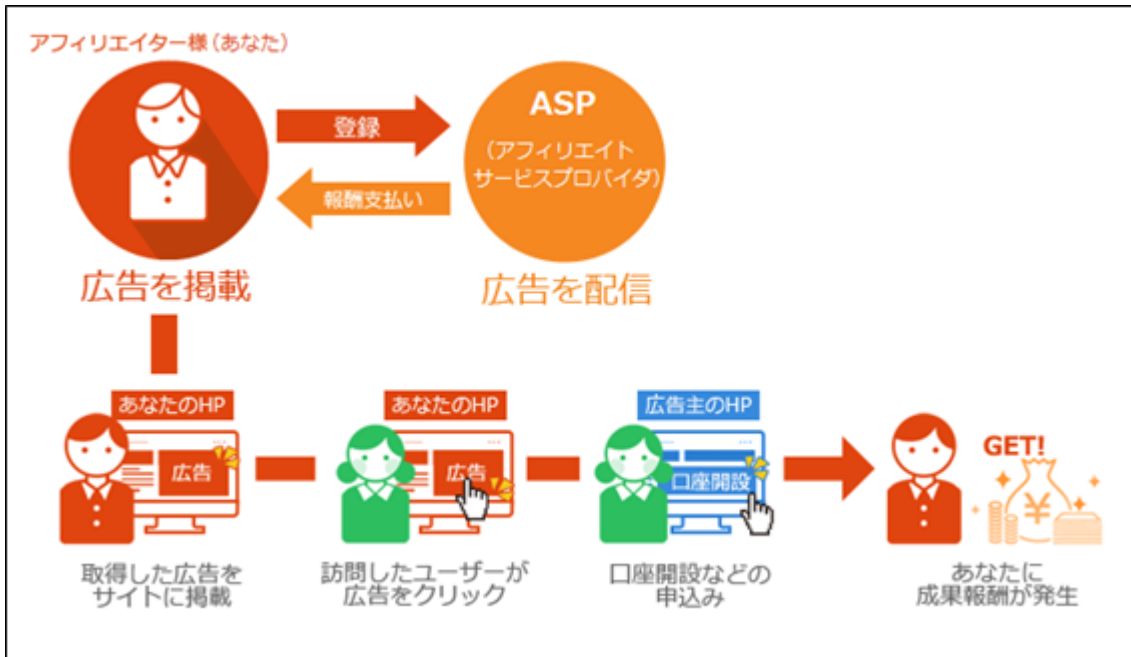 アフィリエイター様（あなた）
登録
報酬支払い
ASP
（アフィリエイト
サービスプロバイダ）
広告を掲載
広告を配信
あなたのHP
広告
取得した広告を
サイトに掲載
あなたのHP
広告
訪問したユーザーが
広告をクリック
広告主のHP
口座開設
口座開設などの
申込み
GET!
¥
あなたに
成果報酬が発生